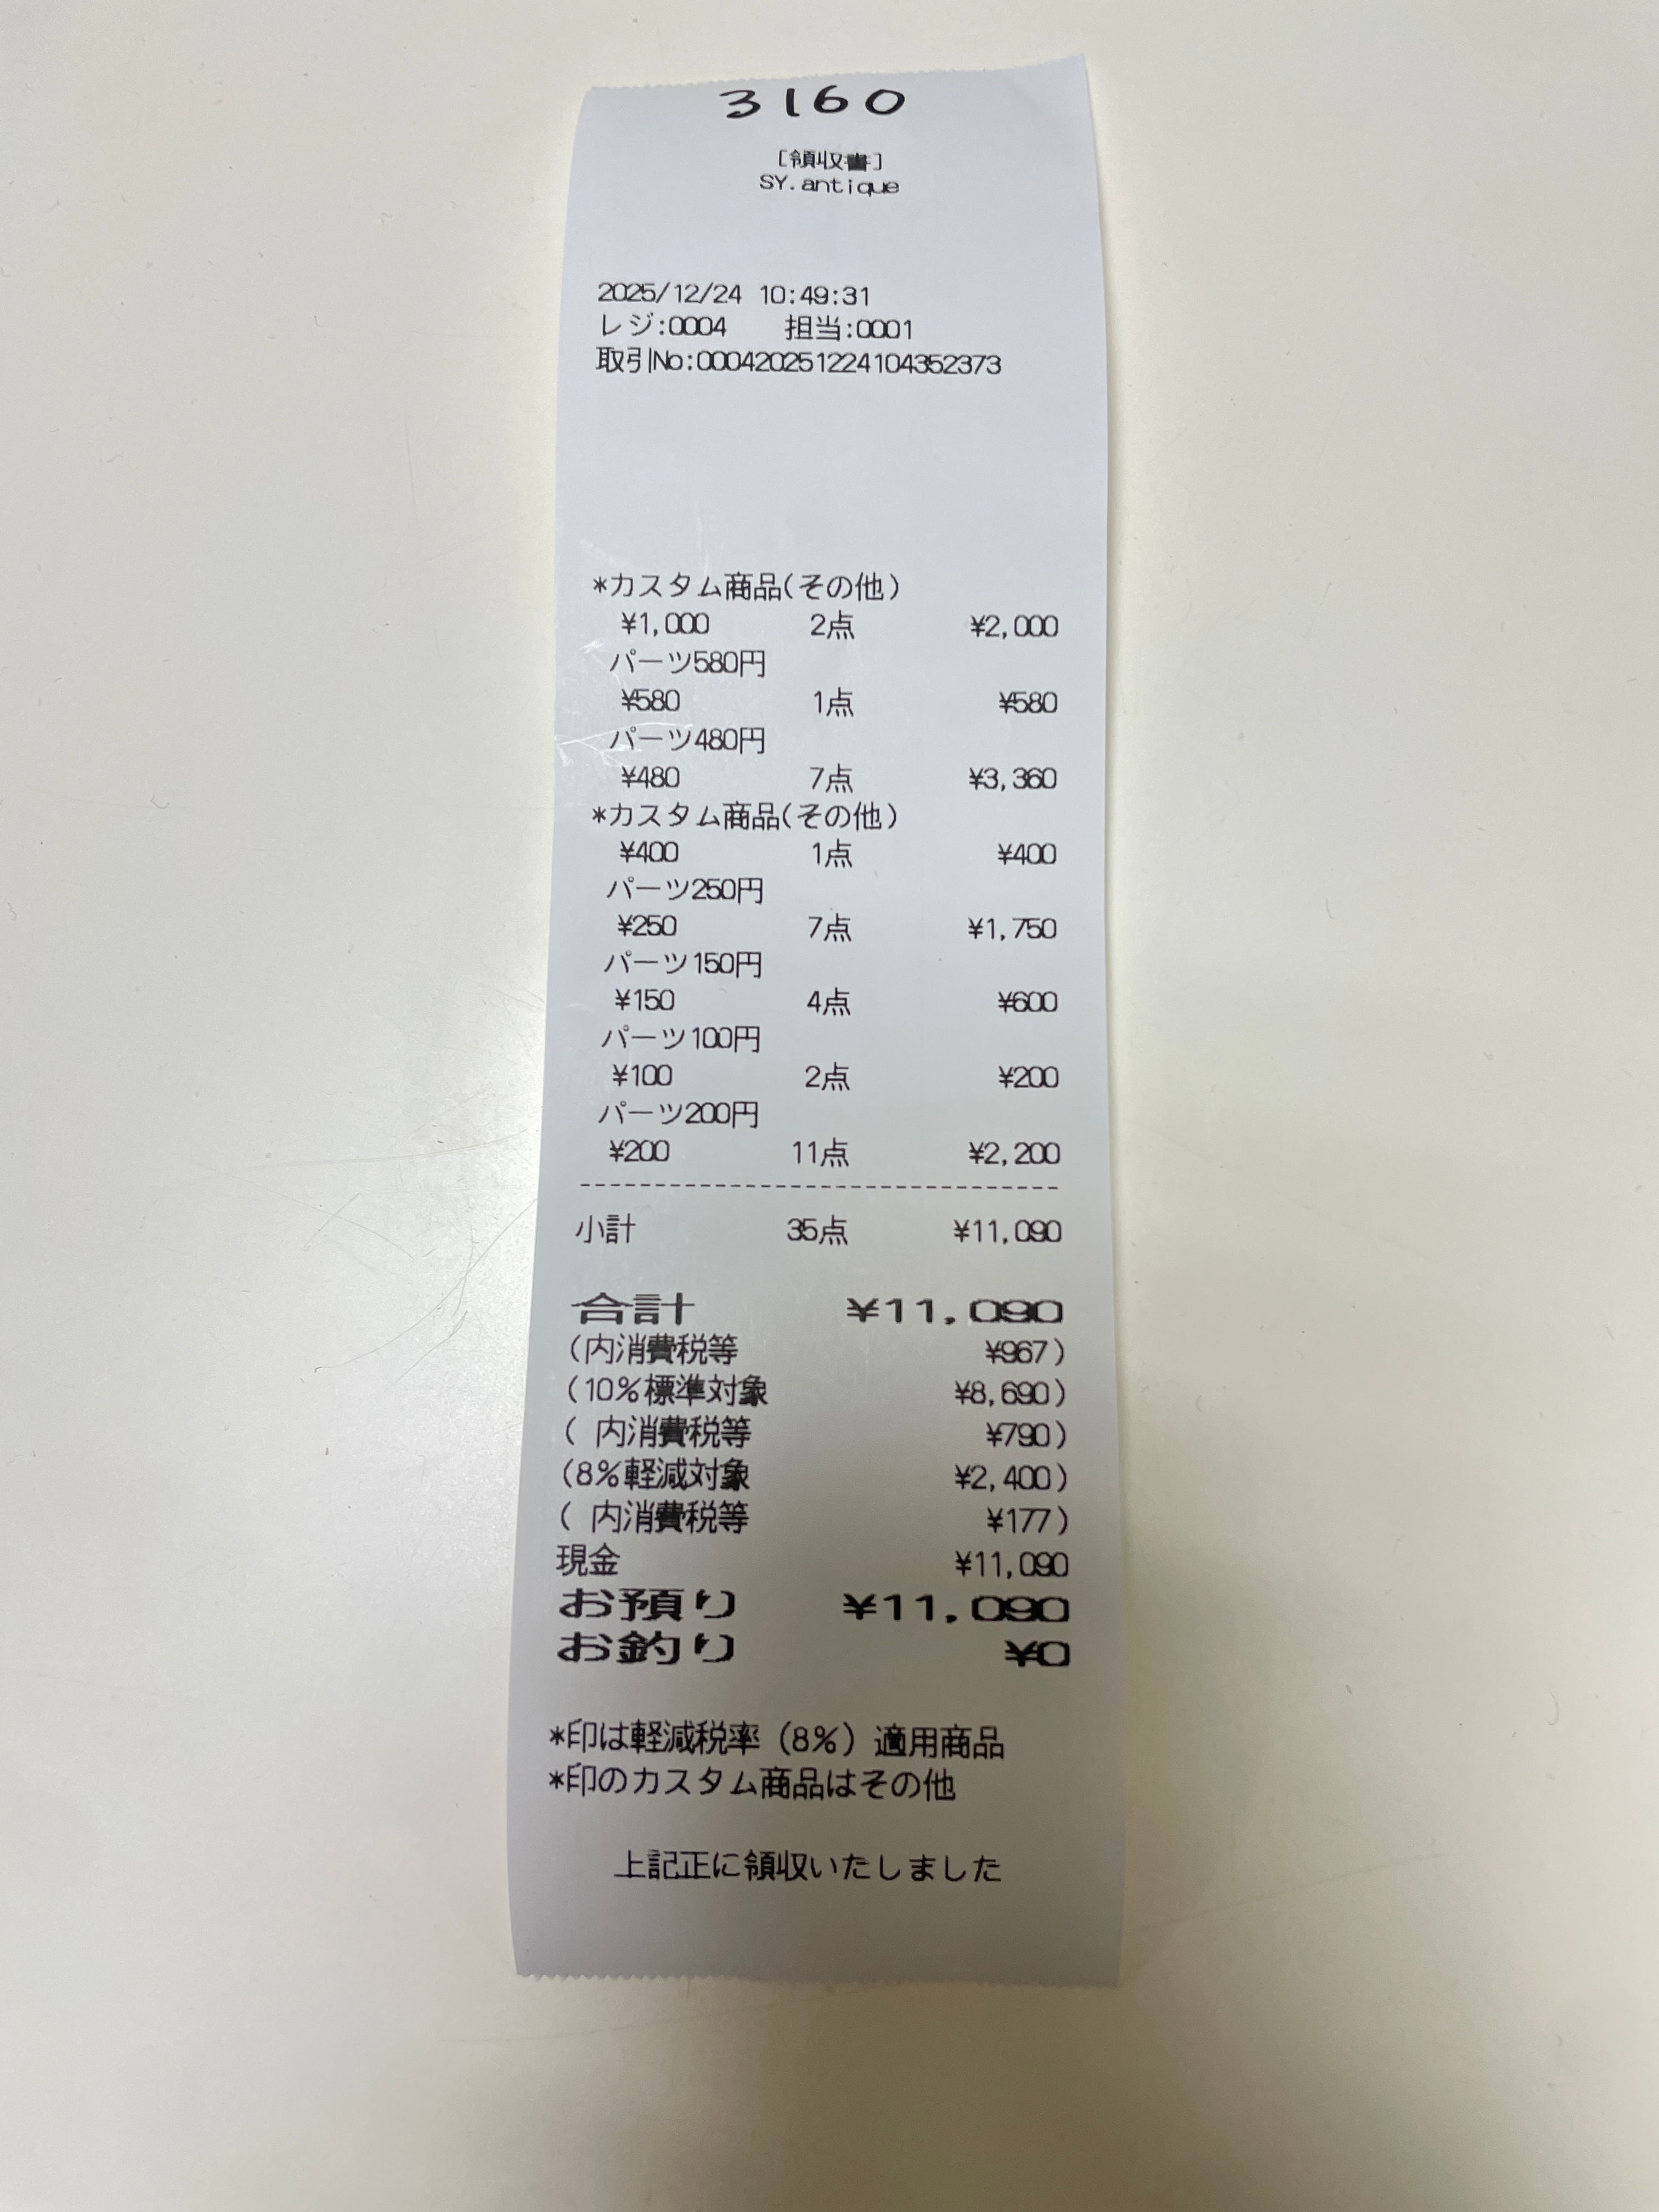 3160
[領収書]
SY.antique
2025/12/24 10:49:31
レジ:0004 担当:0001
取引No:00042025122410435​2373
*カスタム商品(その他)
¥1,000 2点 ¥2,000
パーツ580円
¥580 1点 ¥580
パーツ480円
¥480 7点 ¥3,360
*カスタム商品(その他)
¥400 1点 ¥400
パーツ250円
¥250 7点 ¥1,750
パーツ150円
¥150 4点 ¥600
パーツ100円
¥100 2点 ¥200
パーツ200円
¥200 11点 ¥2,200
--------------------------------
小計 35点 ¥11,090
合計 ¥11,090
(内消費税等 ¥967)
(10%標準対象 ¥8,690)
( 内消費税等 ¥790)
(8%軽減対象 ¥2,400)
( 内消費税等 ¥177)
現金 ¥11,090
お預り ¥11,090
お釣り ¥0
*印は軽減税率(8%)適用商品
*印のカスタム商品はその他
上記正に領収いたしました